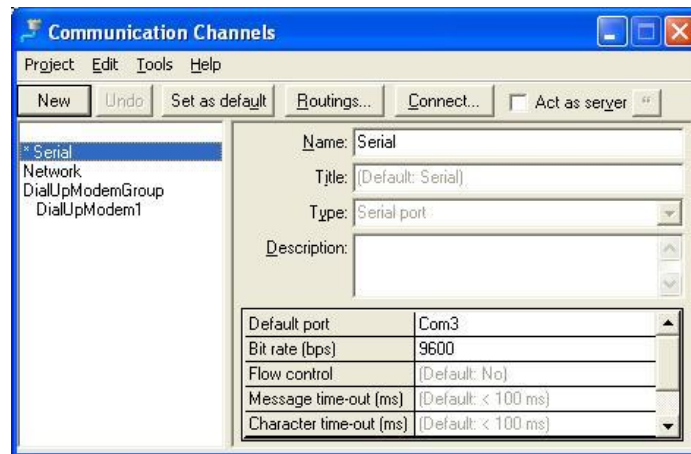 Communication Channels
Project Edit Tools Help
New Undo Set as default Routings... Connect... Act as server "
* Serial
Network
DialUpModemGroup
DialUpModem1
Name: Serial
Title: (Default: Serial)
Type: Serial port
Description:
Default port Com3
Bit rate (bps) 9600
Flow control (Default: No)
Message time-out (ms) (Default: < 100 ms)
Character time-out (ms) (Default: < 100 ms)